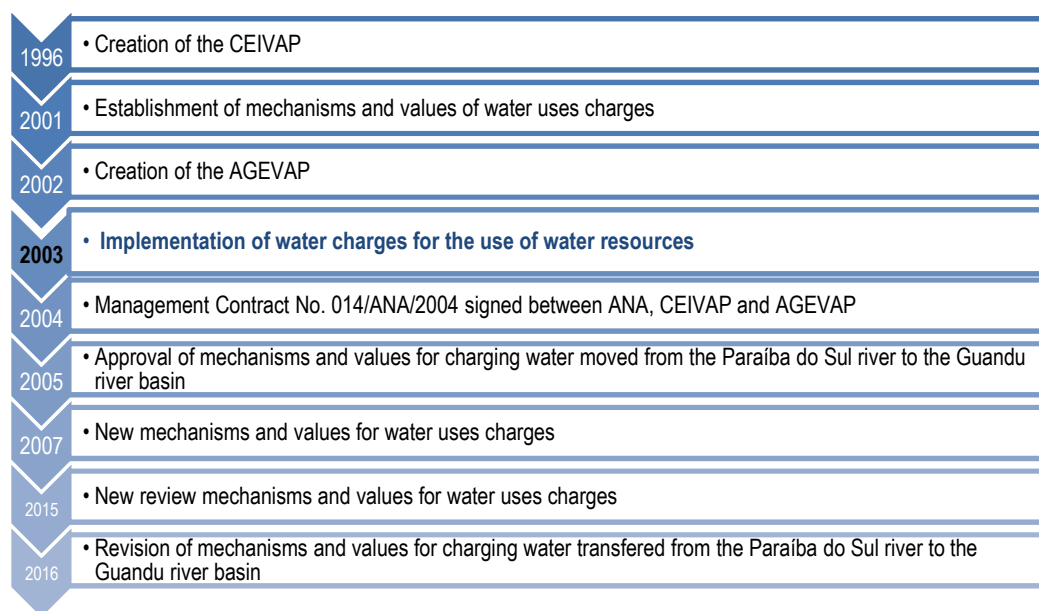 1996
• Creation of the CEIVAP
2001
• Establishment of mechanisms and values of water uses charges
2002
• Creation of the AGEVAP
2003
• Implementation of water charges for the use of water resources
2004
• Management Contract No. 014/ANA/2004 signed between ANA, CEIVAP and AGEVAP
2005
• Approval of mechanisms and values for charging water moved from the Paraíba do Sul river to the Guandu
river basin
2007
• New mechanisms and values for water uses charges
2015
• New review mechanisms and values for water uses charges
2016
• Revision of mechanisms and values for charging water transfered from the Paraíba do Sul river to the
Guandu river basin